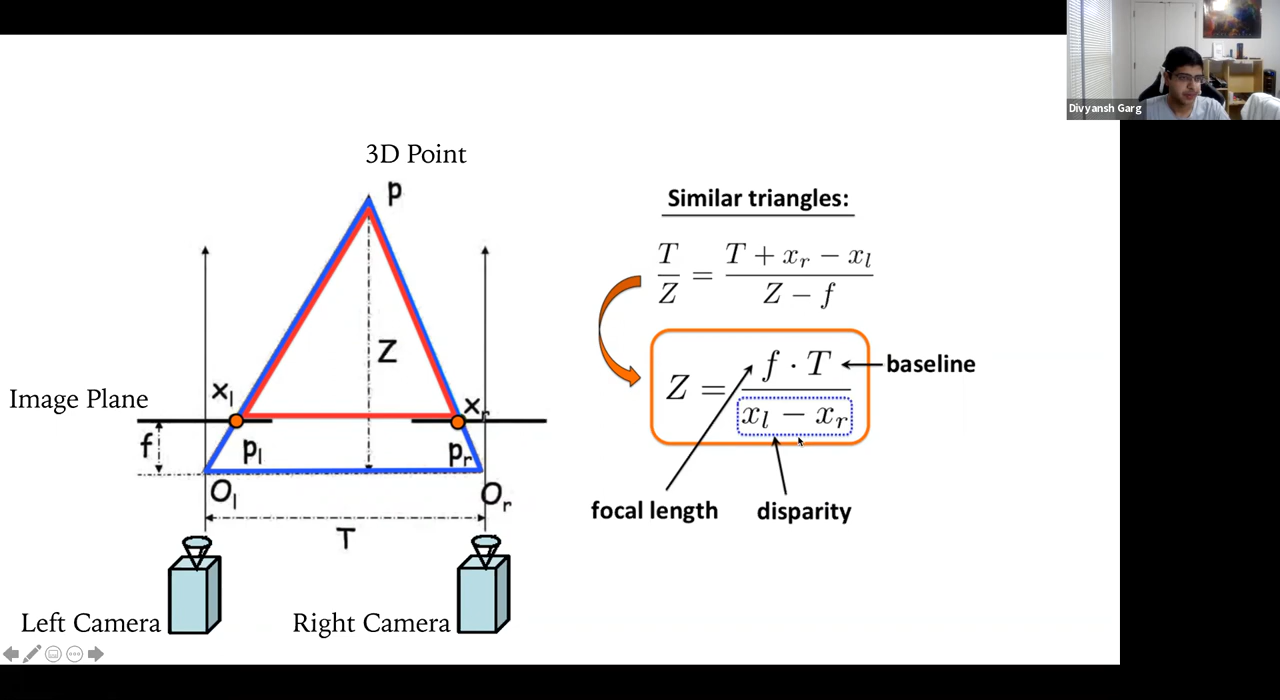 Divyansh Garg
3D Point
p
Similar triangles:
T/Z = (T + x_r − x_l)/(Z − f)
Z
Image Plane
x_l
x_r
f
p_l
p_r
Z = (f · T)/(x_l − x_r)
baseline
O_l
O_r
T
focal length
disparity
Left Camera
Right Camera